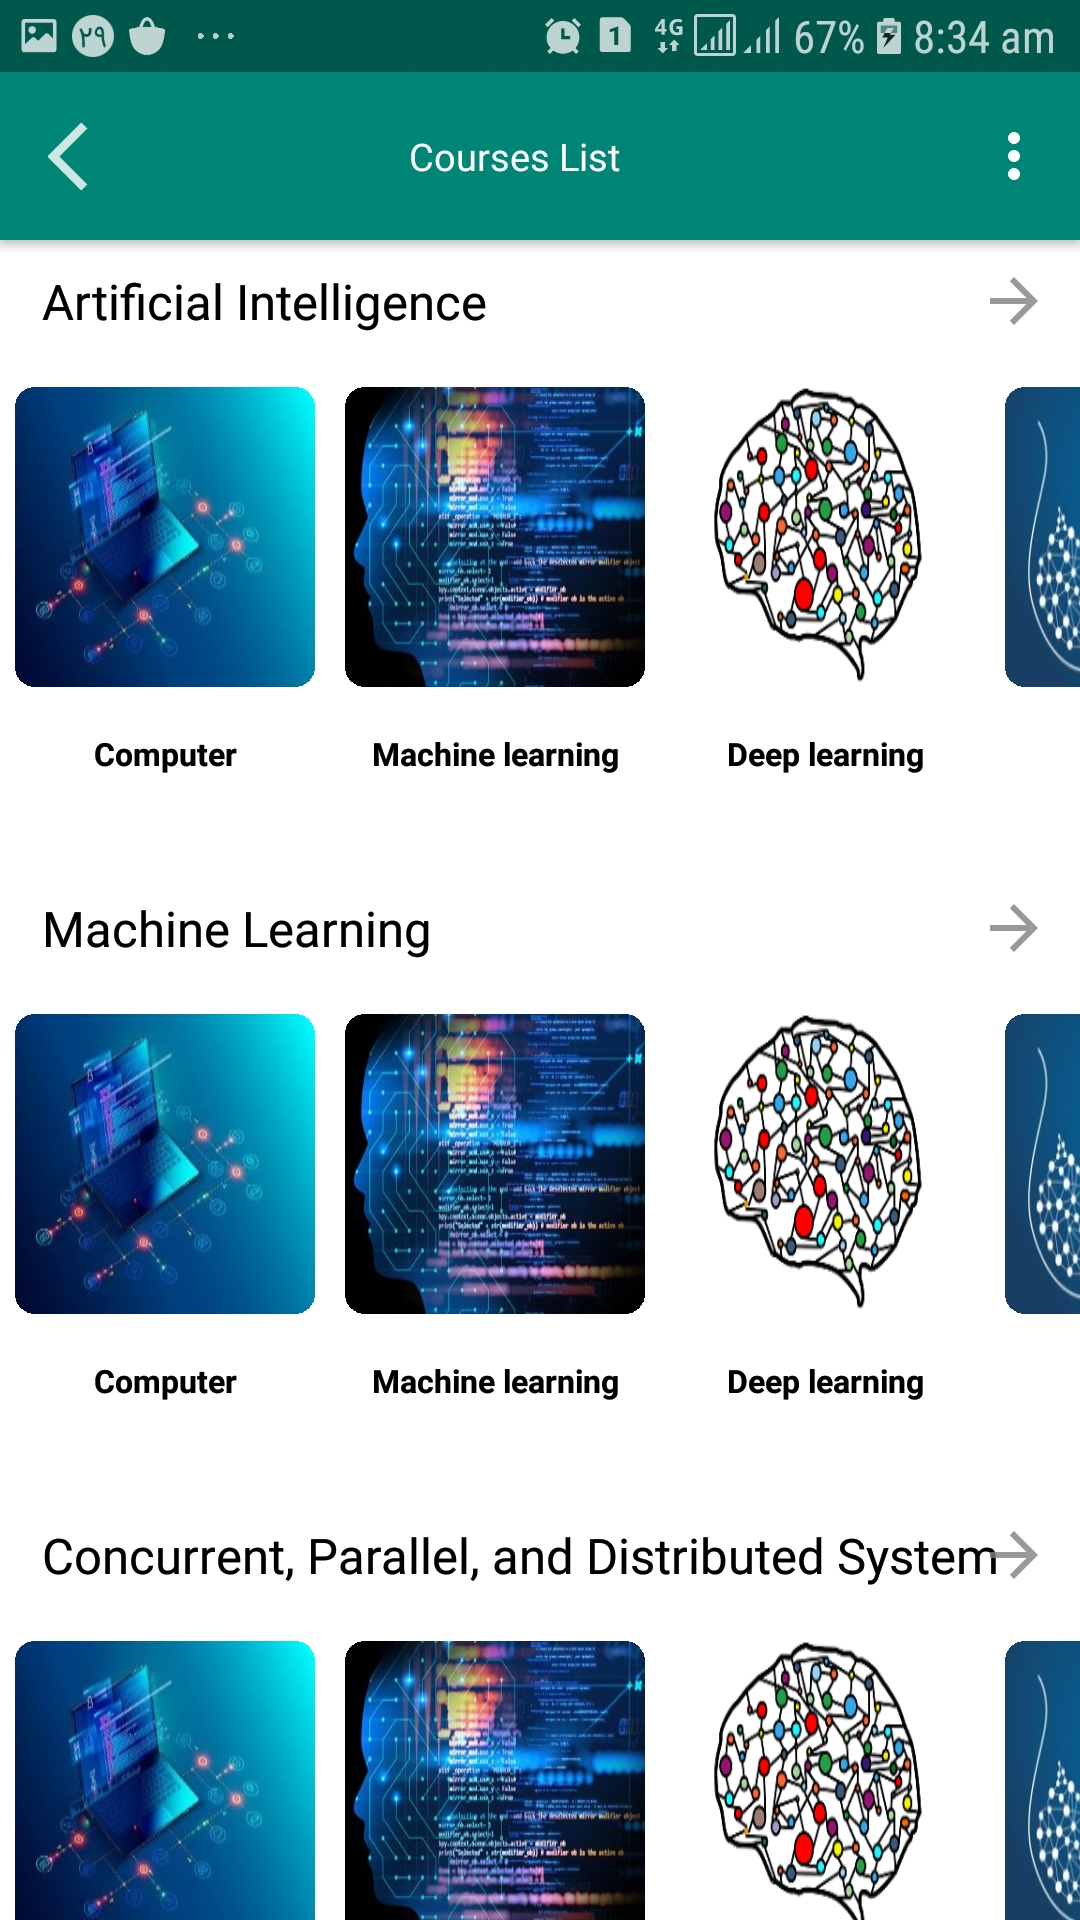 ۲۹ 1 4G 67% 8:34 am
Courses List
Artificial Intelligence
Computer Machine learning Deep learning
Machine Learning
Computer Machine learning Deep learning
Concurrent, Parallel, and Distributed System